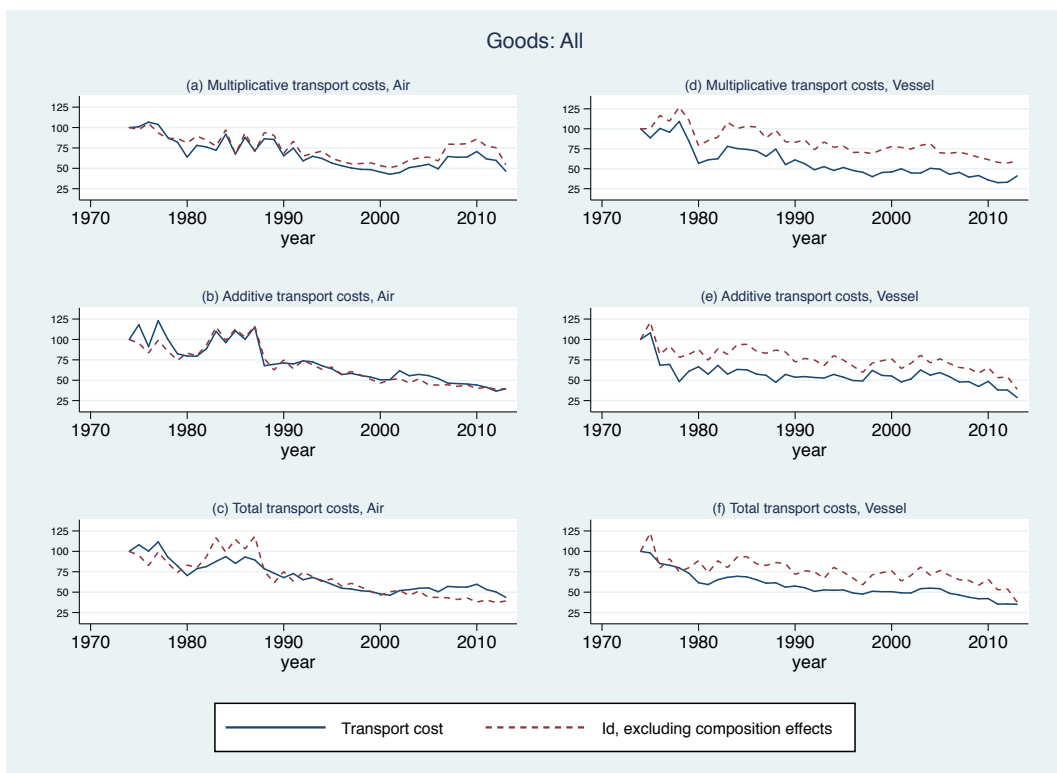 Goods: All
(a) Multiplicative transport costs, Air
125
100
75
50
25
1970 1980 1990 2000 2010
year
(d) Multiplicative transport costs, Vessel
125
100
75
50
25
1970 1980 1990 2000 2010
year
(b) Additive transport costs, Air
125
100
75
50
25
1970 1980 1990 2000 2010
year
(e) Additive transport costs, Vessel
125
100
75
50
25
1970 1980 1990 2000 2010
year
(c) Total transport costs, Air
125
100
75
50
25
1970 1980 1990 2000 2010
year
(f) Total transport costs, Vessel
125
100
75
50
25
1970 1980 1990 2000 2010
year
Transport cost Id, excluding composition effects